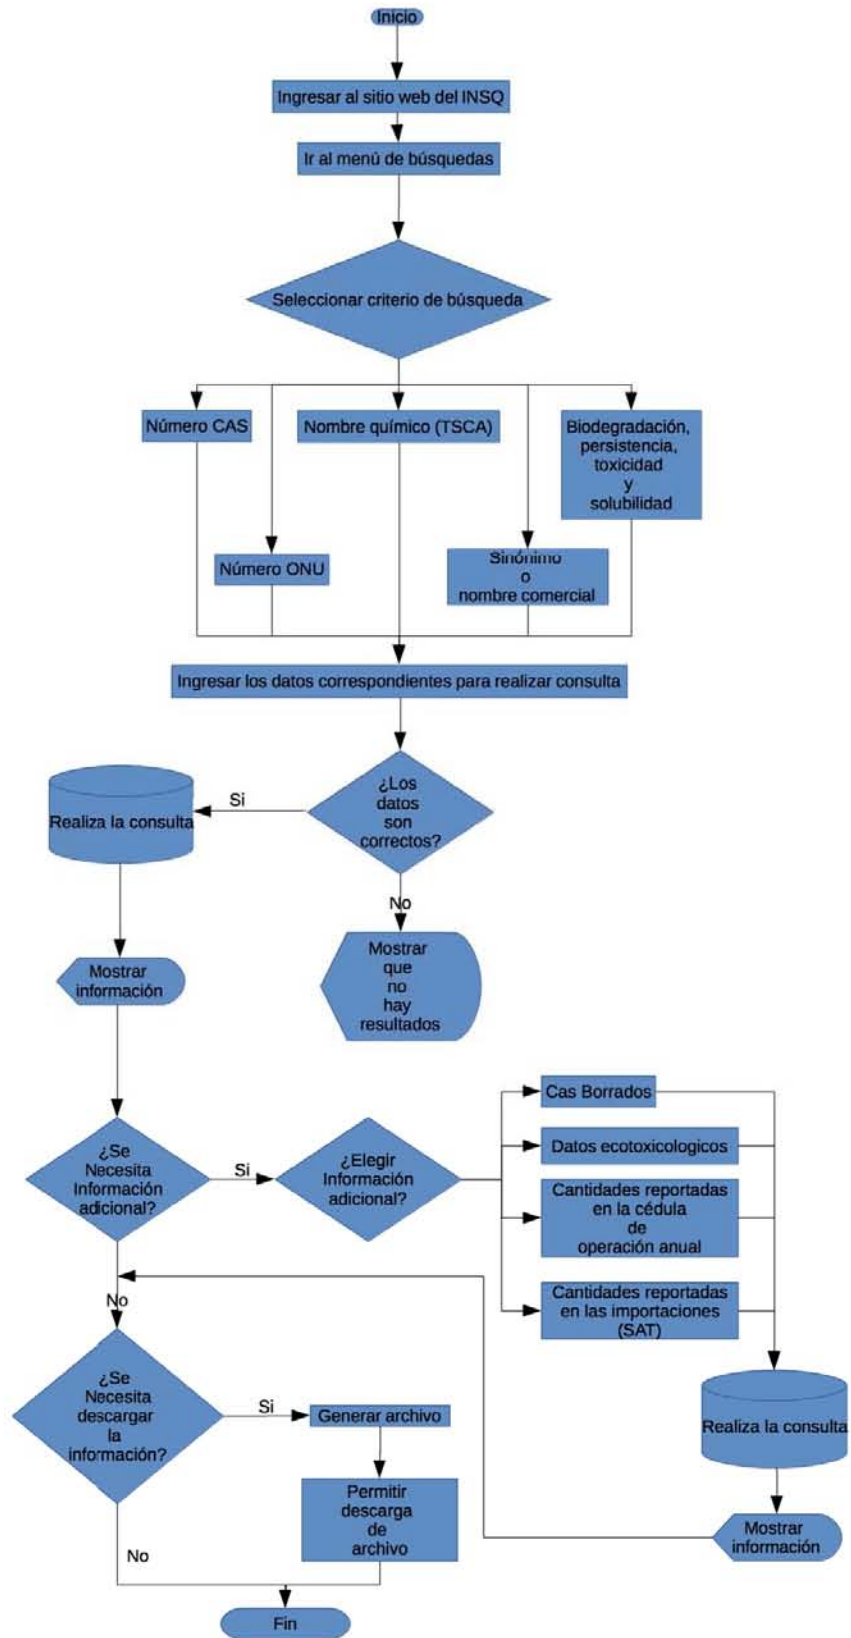 Inicio
Ingresar al sitio web del INSQ
Ir al menú de búsquedas
Seleccionar criterio de búsqueda
Número CAS
Nombre químico (TSCA)
Biodegradación,
persistencia,
toxicidad
y
solubilidad
Número ONU
Sinónimo
o
nombre comercial
Ingresar los datos correspondientes para realizar consulta
¿Los
datos
son
correctos?
Si
Realiza la consulta
No
Mostrar
que
no
hay
resultados
Mostrar
información
¿Se
Necesita
Información
adicional?
Si
¿Elegir
Información
adicional?
Cas Borrados
Datos ecotoxicologicos
Cantidades reportadas
en la cédula
de
operación anual
Cantidades reportadas
en las importaciones
(SAT)
Realiza la consulta
Mostrar
información
No
¿Se
Necesita
descargar
la
información?
Si
Generar archivo
Permitir
descarga
de
archivo
No
Fin